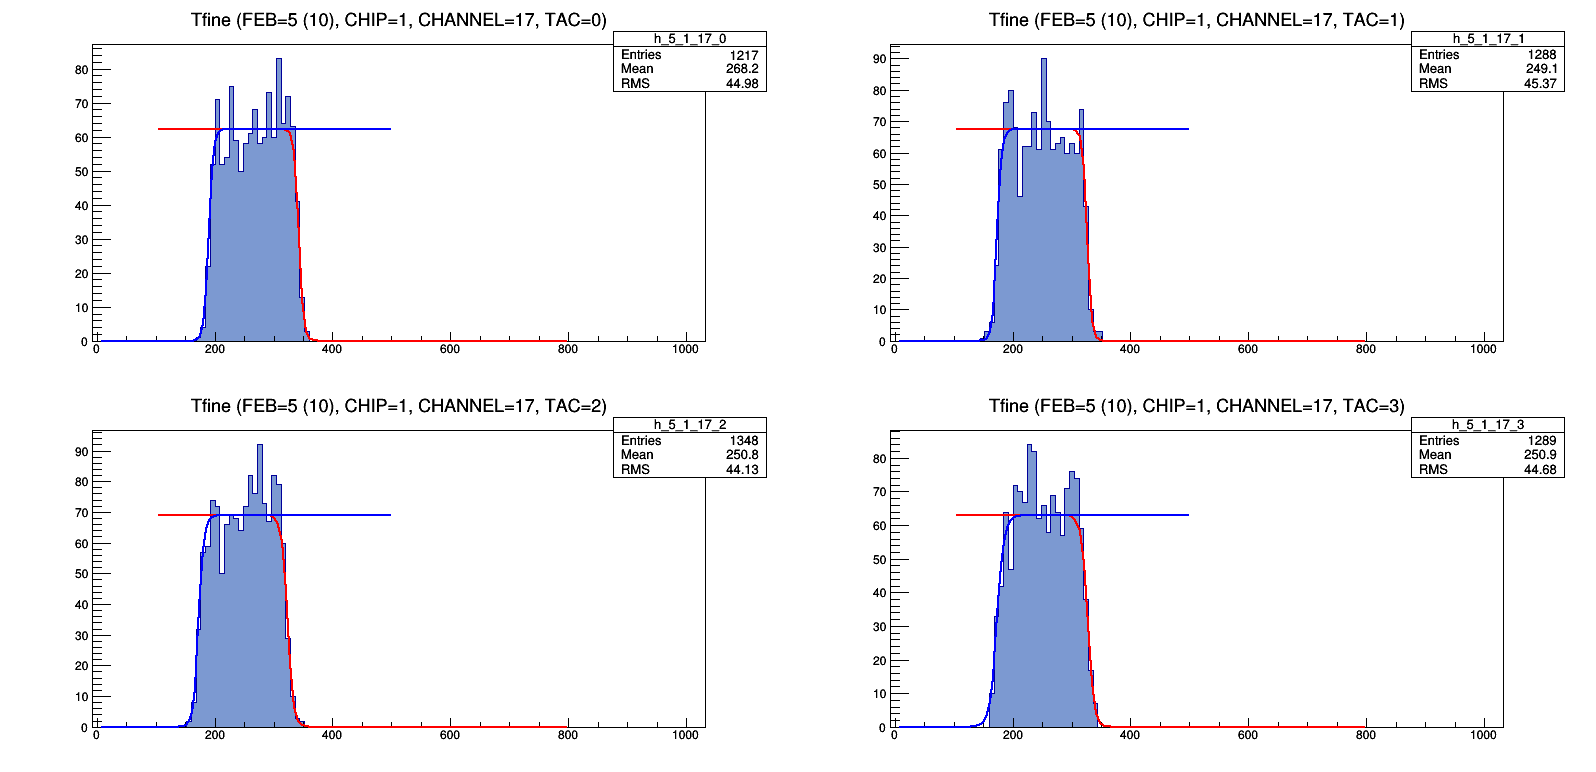 Tfine (FEB=5 (10), CHIP=1, CHANNEL=17, TAC=0)
h_5_1_17_0
Entries 1217
Mean 268.2
RMS 44.98
80
70
60
50
40
30
20
10
0
0 200 400 600 800 1000
Tfine (FEB=5 (10), CHIP=1, CHANNEL=17, TAC=1)
h_5_1_17_1
Entries 1288
Mean 249.1
RMS 45.37
90
80
70
60
50
40
30
20
10
0
0 200 400 600 800 1000
Tfine (FEB=5 (10), CHIP=1, CHANNEL=17, TAC=2)
h_5_1_17_2
Entries 1348
Mean 250.8
RMS 44.13
90
80
70
60
50
40
30
20
10
0
0 200 400 600 800 1000
Tfine (FEB=5 (10), CHIP=1, CHANNEL=17, TAC=3)
h_5_1_17_3
Entries 1289
Mean 250.9
RMS 44.68
80
70
60
50
40
30
20
10
0
0 200 400 600 800 1000